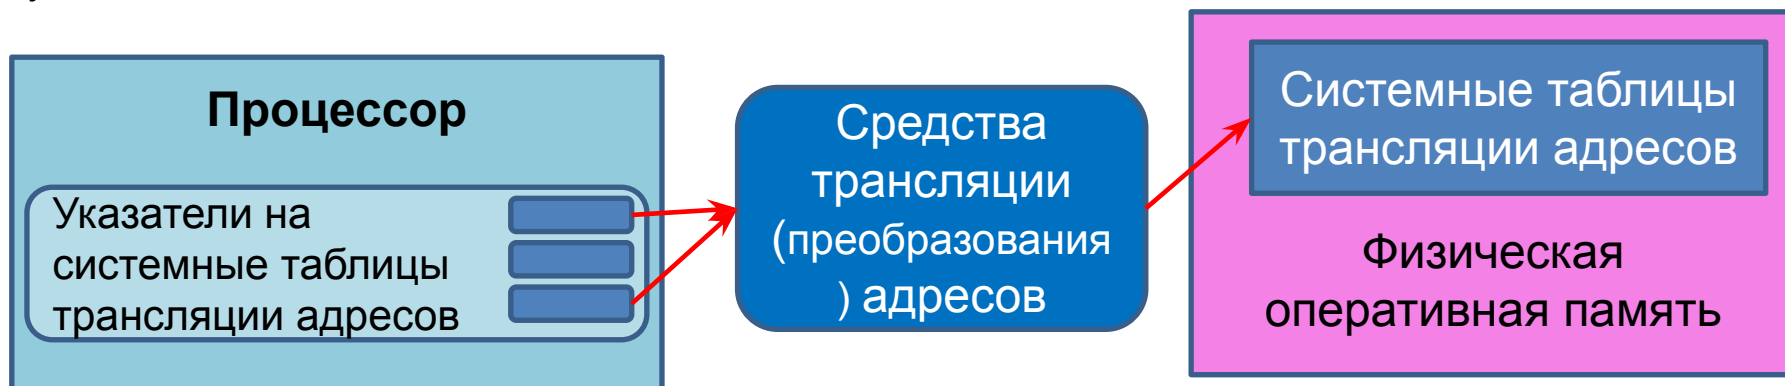 Процессор
Указатели на
системные таблицы
трансляции адресов
Средства
трансляции
(преобразования
) адресов
Системные таблицы
трансляции адресов
Физическая
оперативная память